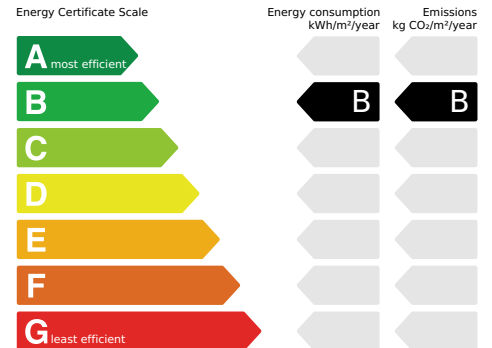 Energy Certificate Scale
Energy consumption
kWh/m²/year
Emissions
kg CO₂/m²/year
A most efficient
B
B
B
C
D
E
F
G least efficient